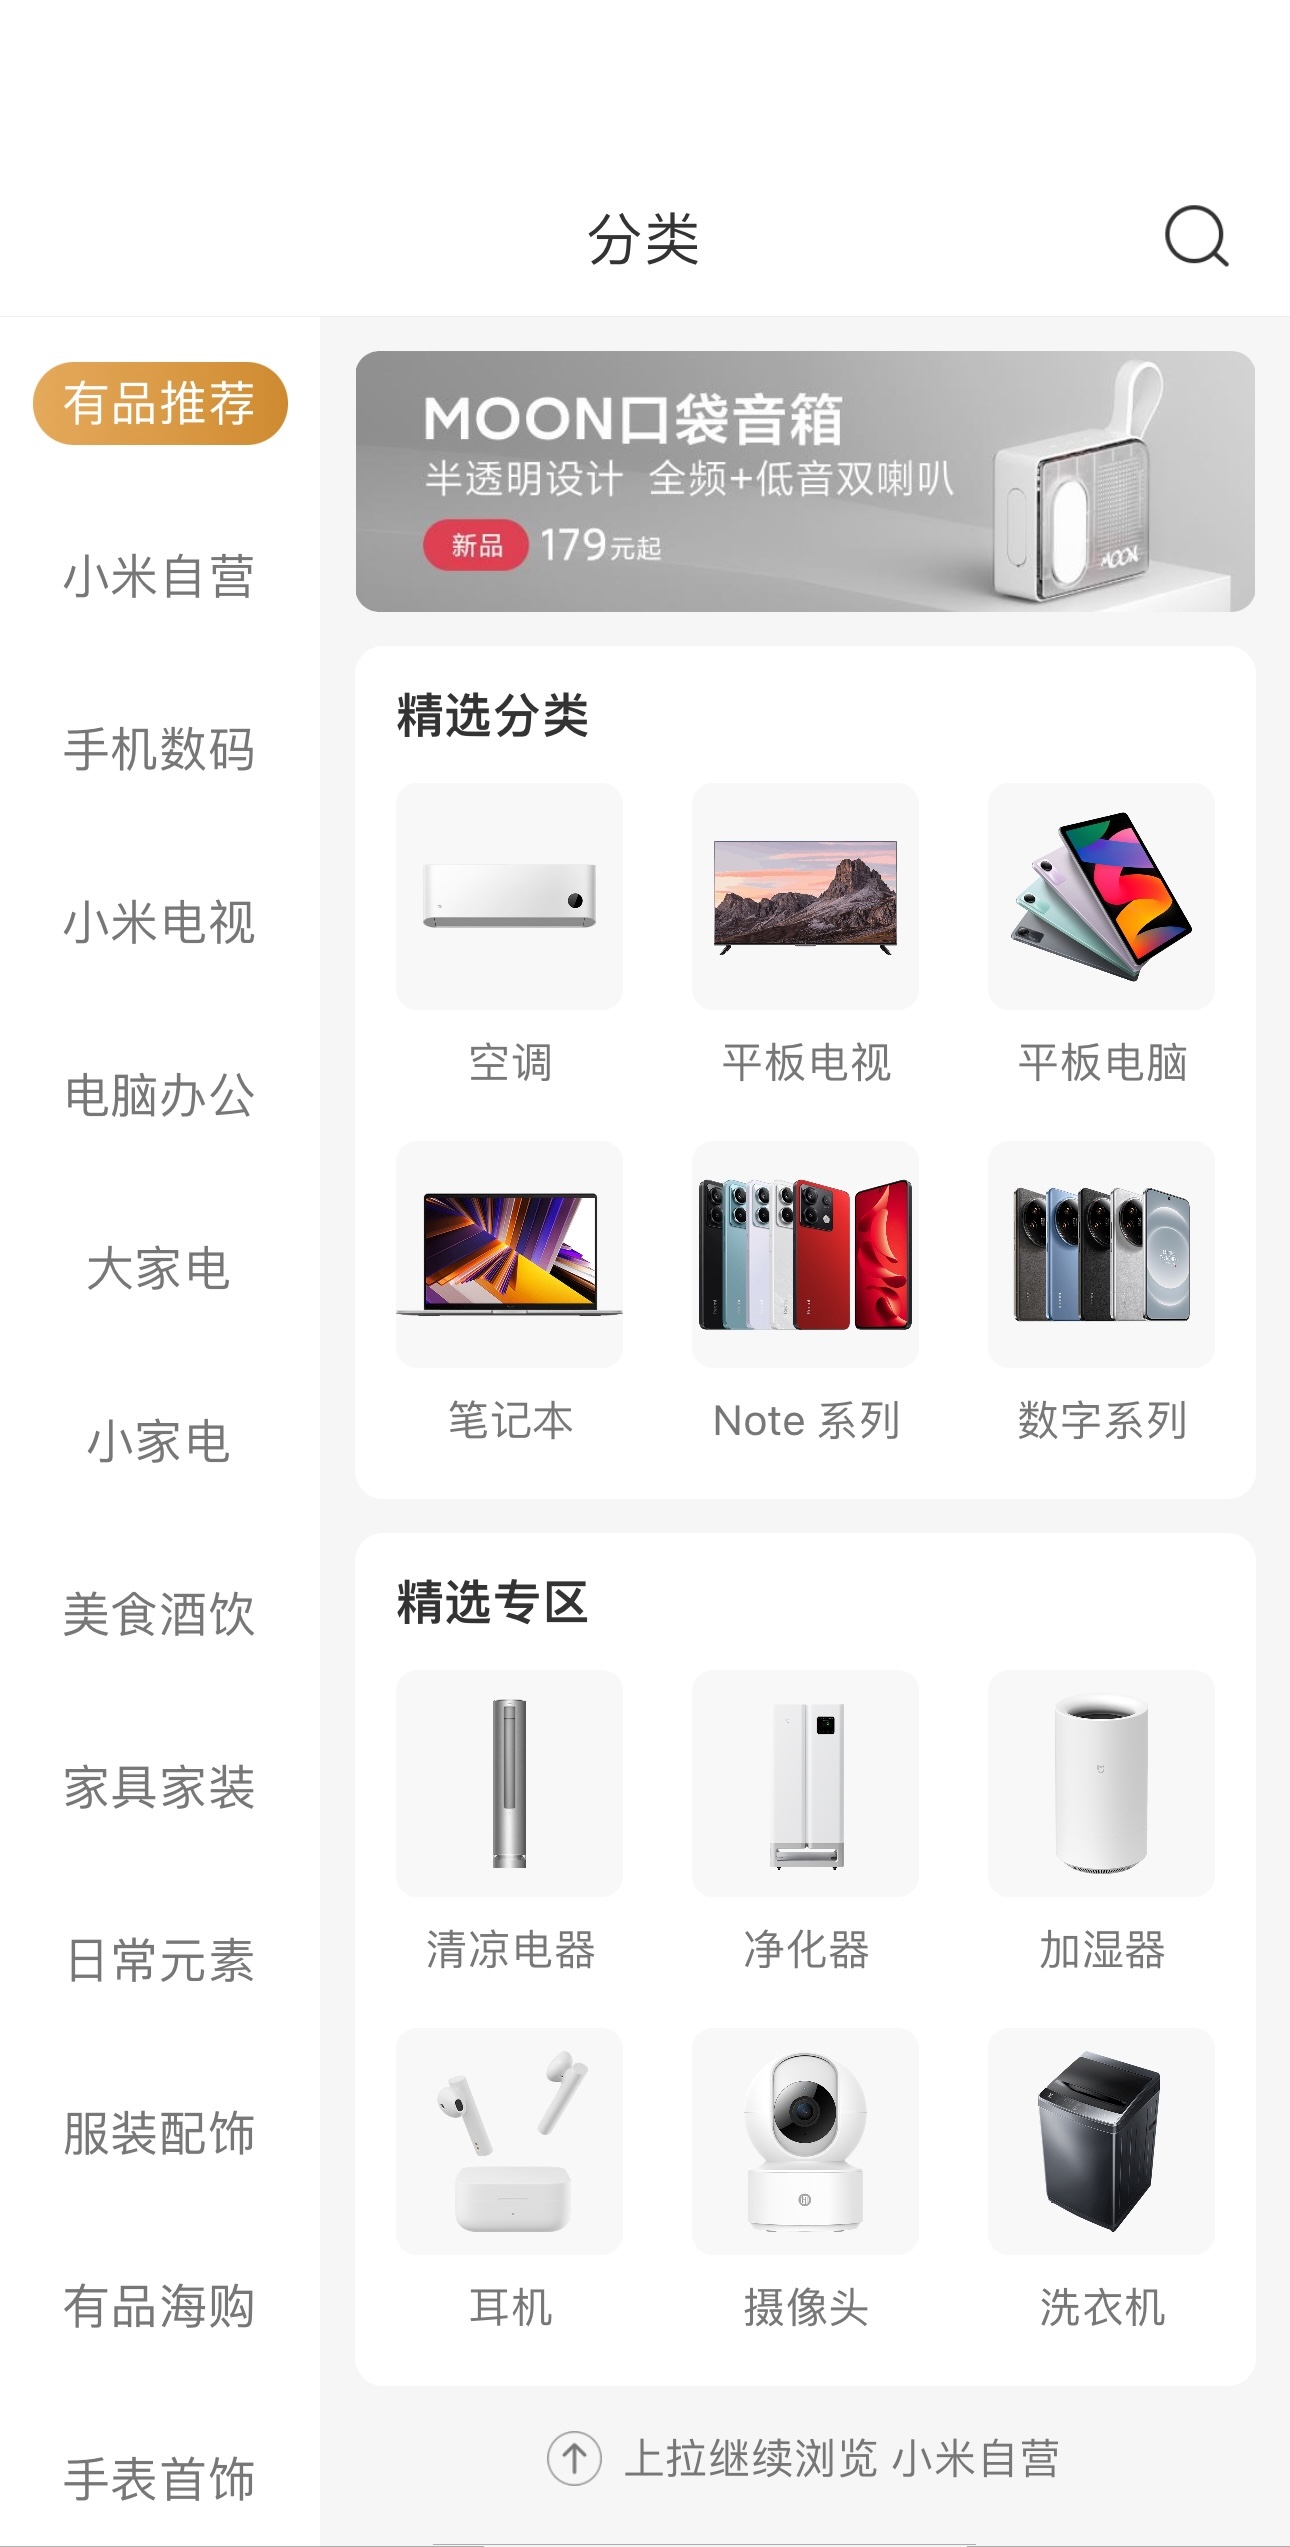 分类
有品推荐
小米自营
手机数码
小米电视
电脑办公
大家电
小家电
美食酒饮
家具家装
日常元素
服装配饰
有品海购
手表首饰
MOON口袋音箱
半透明设计 全频+低音双喇叭
新品 179元起
MOON
精选分类
空调
平板电视
平板电脑
笔记本
Note 系列
数字系列
精选专区
清凉电器
净化器
加湿器
耳机
摄像头
洗衣机
上拉继续浏览 小米自营